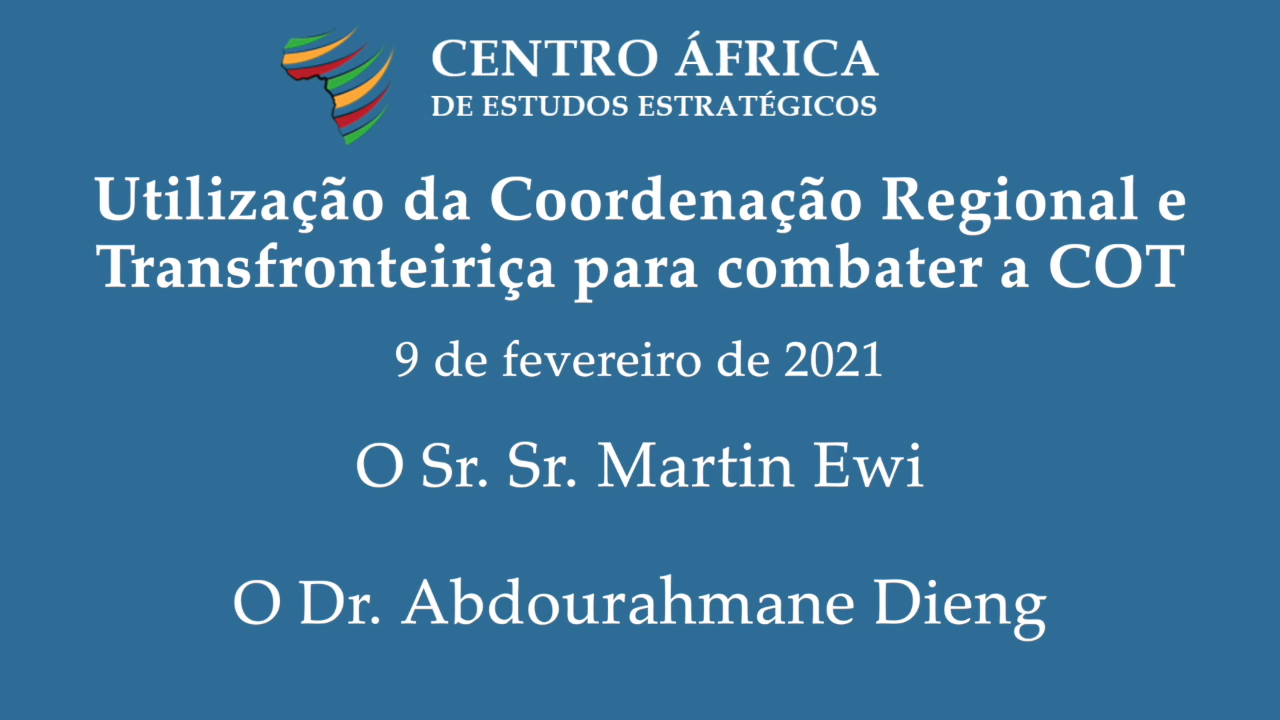 CENTRO ÁFRICA
DE ESTUDOS ESTRATÉGICOS
Utilização da Coordenação Regional e
Transfronteiriça para combater a COT
9 de fevereiro de 2021
O Sr. Sr. Martin Ewi
O Dr. Abdourahmane Dieng